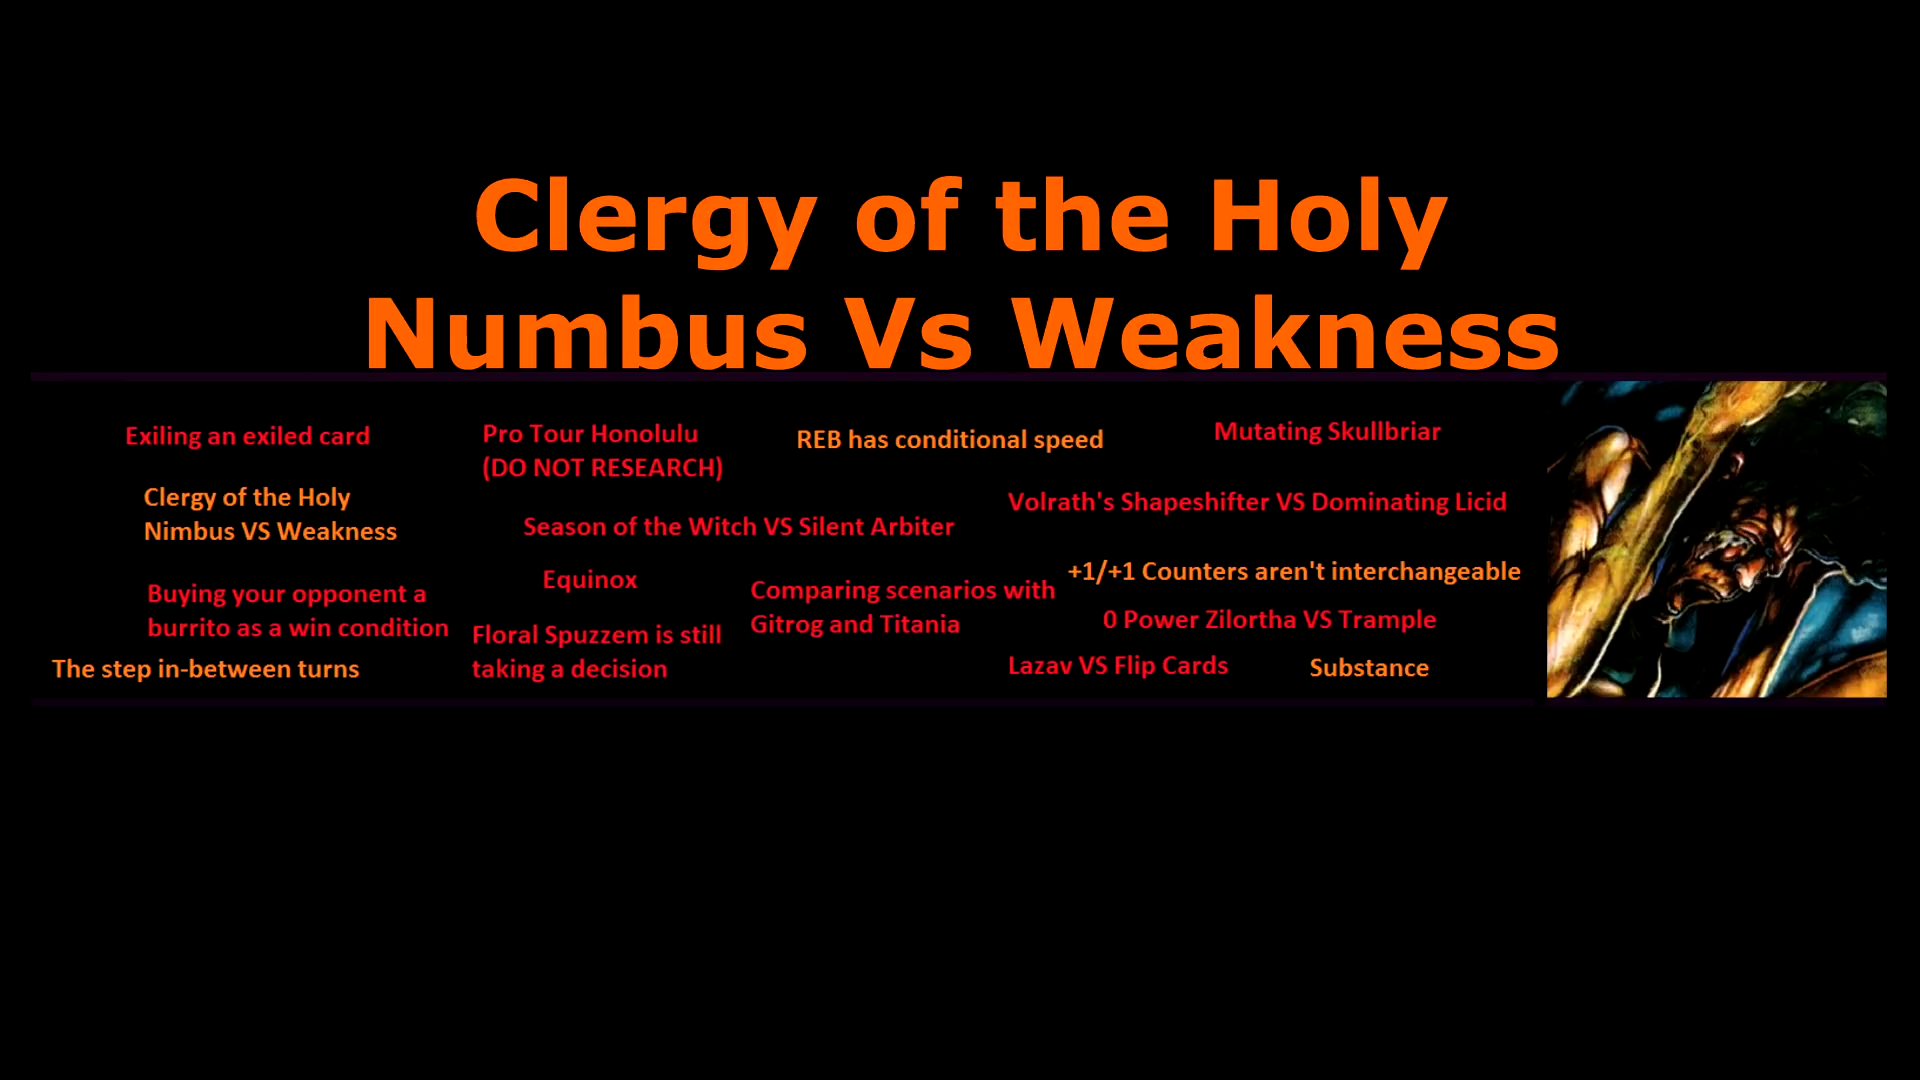 Clergy of the Holy
Numbus Vs Weakness
Exiling an exiled card
Pro Tour Honolulu
(DO NOT RESEARCH)
REB has conditional speed
Mutating Skullbriar
Clergy of the Holy
Nimbus VS Weakness
Season of the Witch VS Silent Arbiter
Volrath's Shapeshifter VS Dominating Licid
Buying your opponent a
burrito as a win condition
Equinox
Comparing scenarios with
Gitrog and Titania
+1/+1 Counters aren't interchangeable
0 Power Zilortha VS Trample
The step in-between turns
Floral Spuzzem is still
taking a decision
Lazav VS Flip Cards
Substance